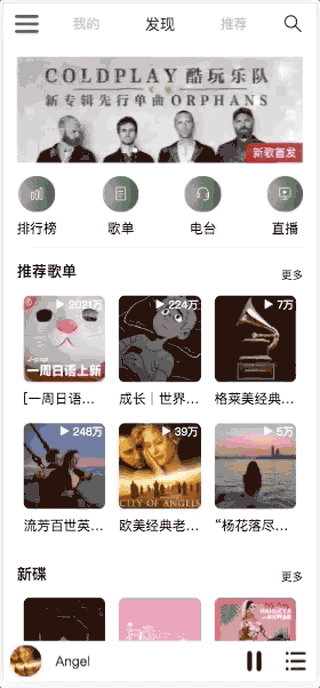 我的 发现 推荐
COLDPLAY 酷玩乐队
新专辑先行单曲 ORPHANS
新歌首发
排行榜 歌单 电台 直播
推荐歌单 更多
2021万 224万 7万
J-pop
一周日语上新
[一周日语... 成长｜世界... 格莱美经典...
248万 39万 5万
CITY OF ANGELS
流芳百世英... 欧美经典老... “杨花落尽...
新碟 更多
Angel